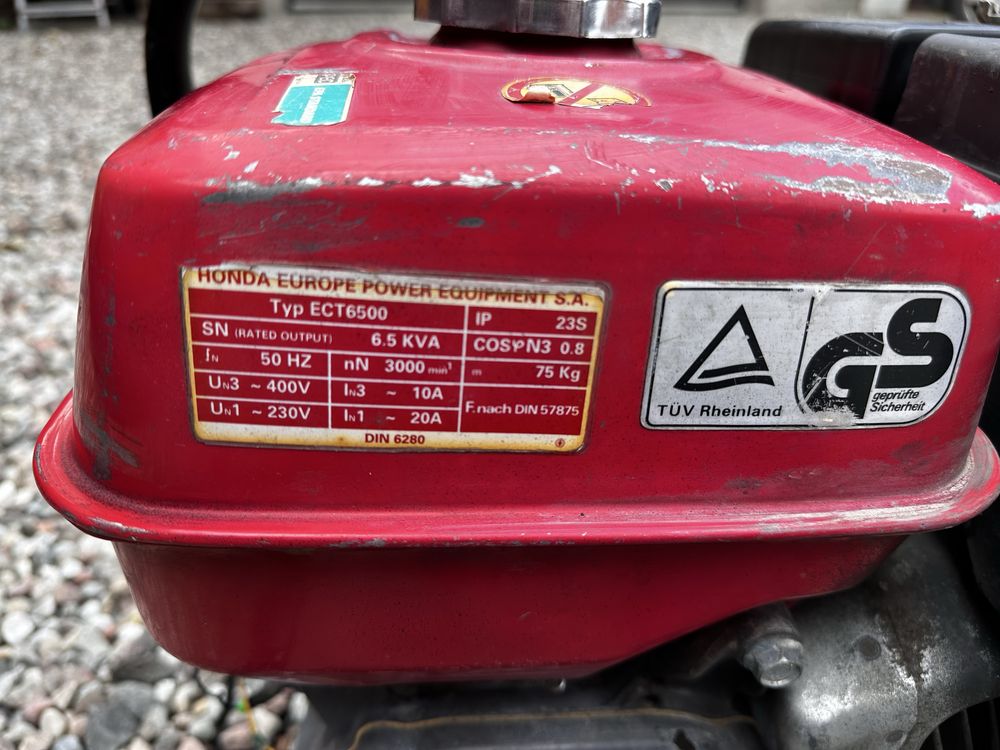 HONDA EUROPE POWER EQUIPMENT S.A.
Typ ECT6500
IP 23S
SN (RATED OUTPUT) 6.5 KVA
COSφN3 0.8
fN 50 HZ
nN 3000 min⁻¹
m 75 Kg
UN3 ~ 400V
IN3 ~ 10A
F.nach DIN 57875
UN1 ~ 230V
IN1 ~ 20A
DIN 6280
TÜV Rheinland
GS
geprüfte
Sicherheit